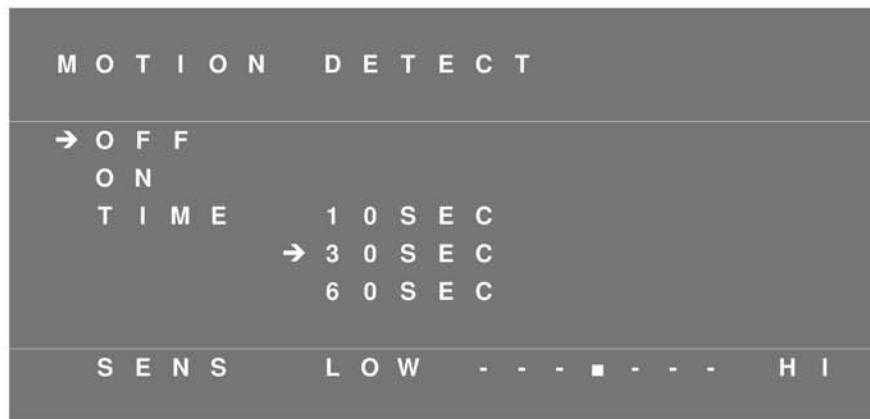 MOTION DETECT
➔ OFF
ON
TIME 10SEC
➔ 30SEC
60SEC
SENS LOW - - - ■ - - - HI